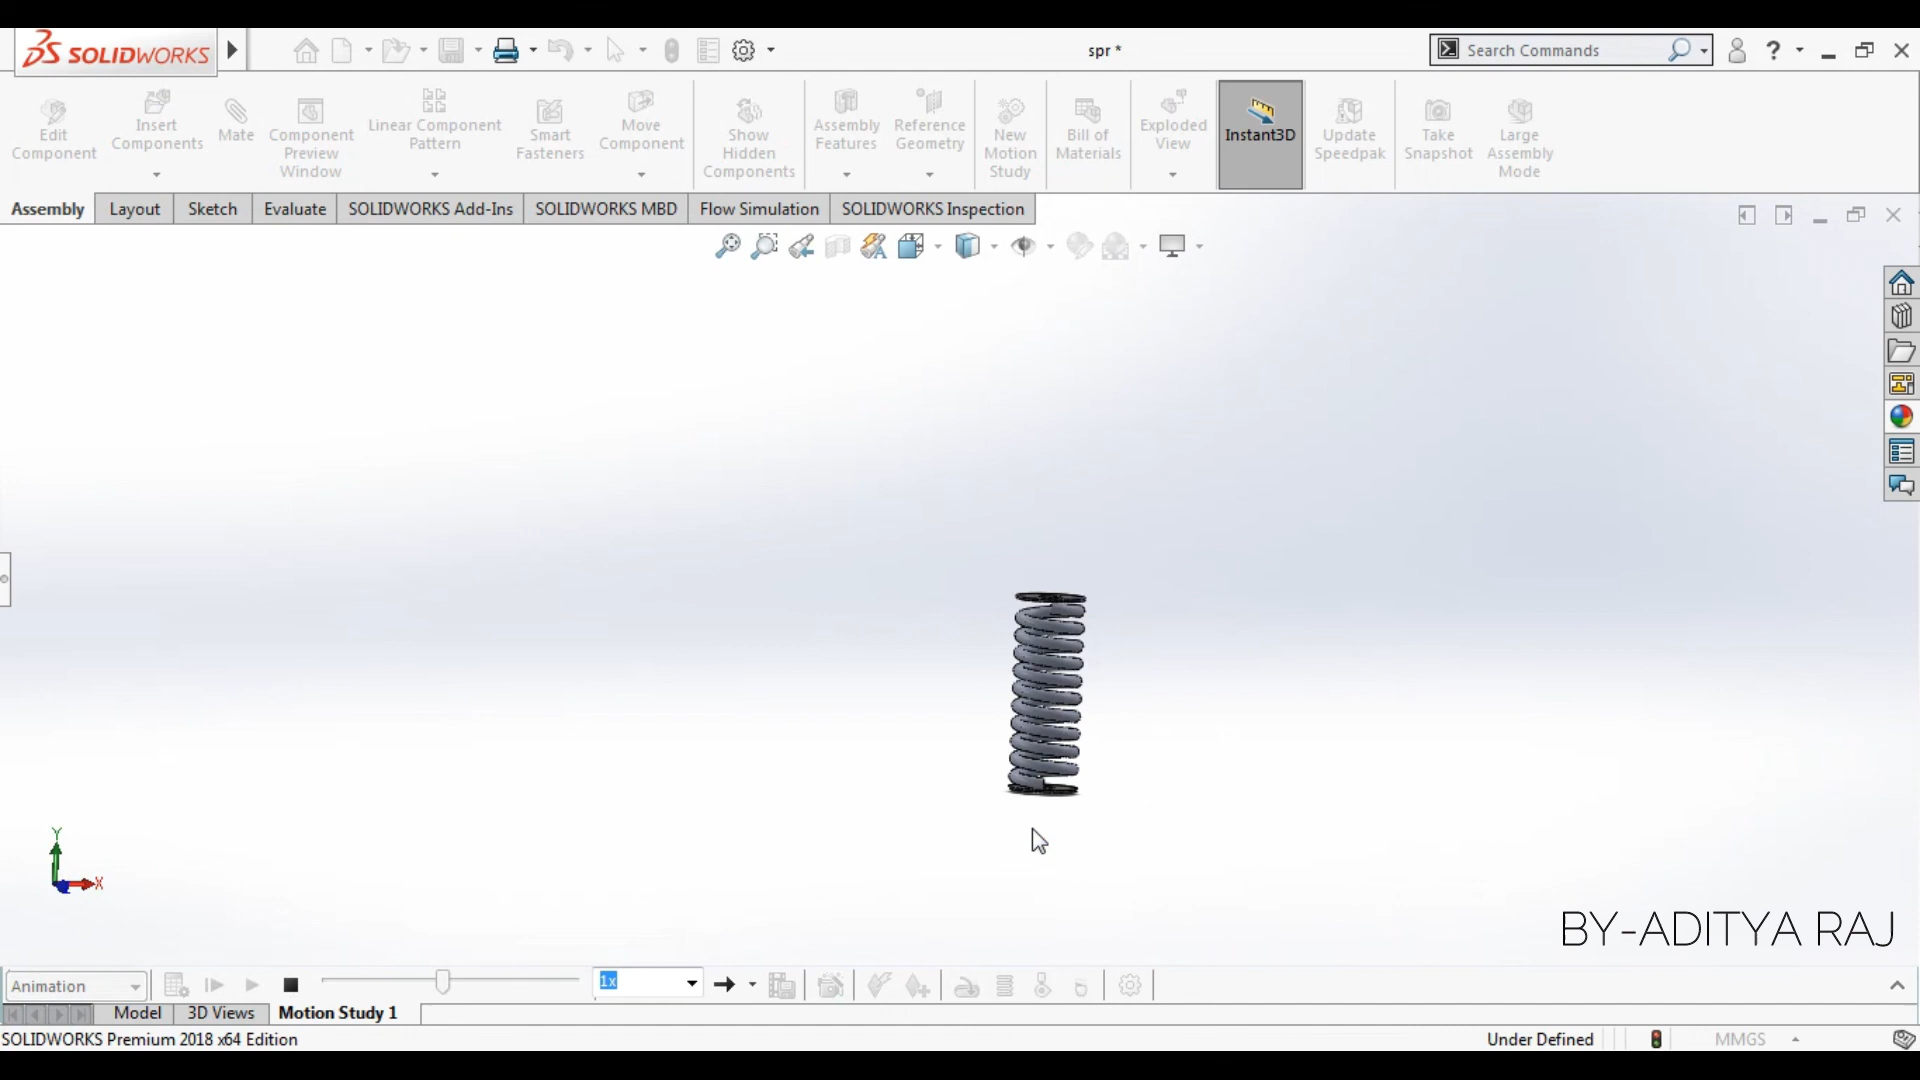 SOLIDWORKS
spr *
Search Commands
?
Edit
Component
Insert
Components
Mate
Component
Preview
Window
Linear Component
Pattern
Smart
Fasteners
Move
Component
Show
Hidden
Components
Assembly
Features
Reference
Geometry
New
Motion
Study
Bill of
Materials
Exploded
View
Instant3D
Update
Speedpak
Take
Snapshot
Large
Assembly
Mode
Assembly
Layout
Sketch
Evaluate
SOLIDWORKS Add-Ins
SOLIDWORKS MBD
Flow Simulation
SOLIDWORKS Inspection
Y
X
BY-ADITYA RAJ
Animation
1x
Model
3D Views
Motion Study 1
SOLIDWORKS Premium 2018 x64 Edition
Under Defined
MMGS